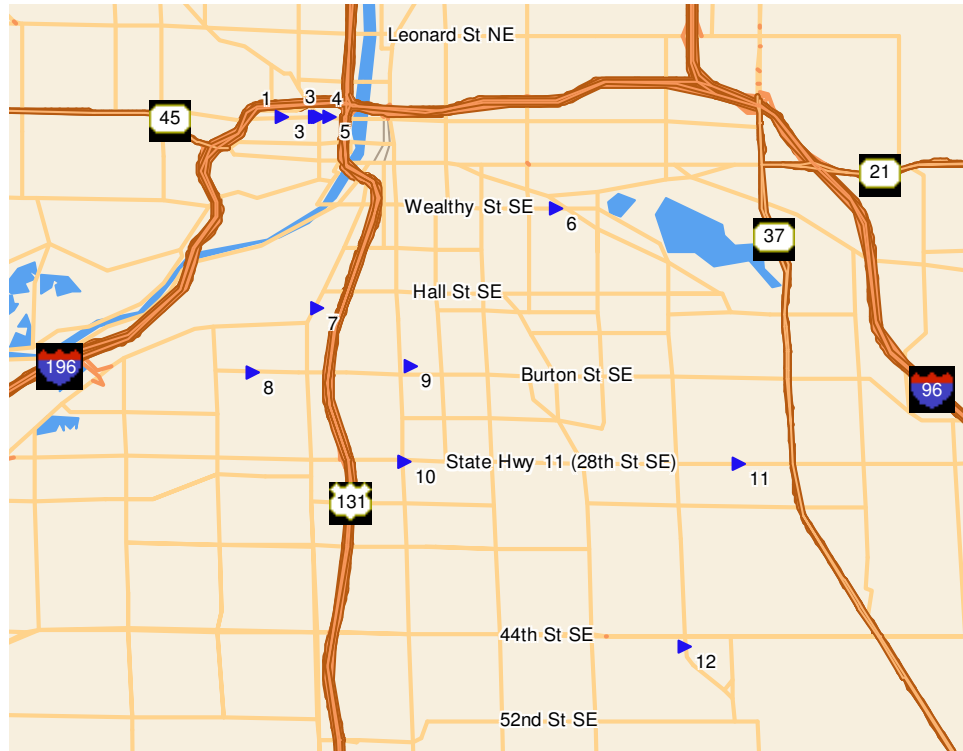 Leonard St NE
1
3
4
45
3
5
21
Wealthy St SE
6
37
Hall St SE
7
196
8
9
Burton St SE
96
10
State Hwy 11 (28th St SE)
11
131
44th St SE
12
52nd St SE